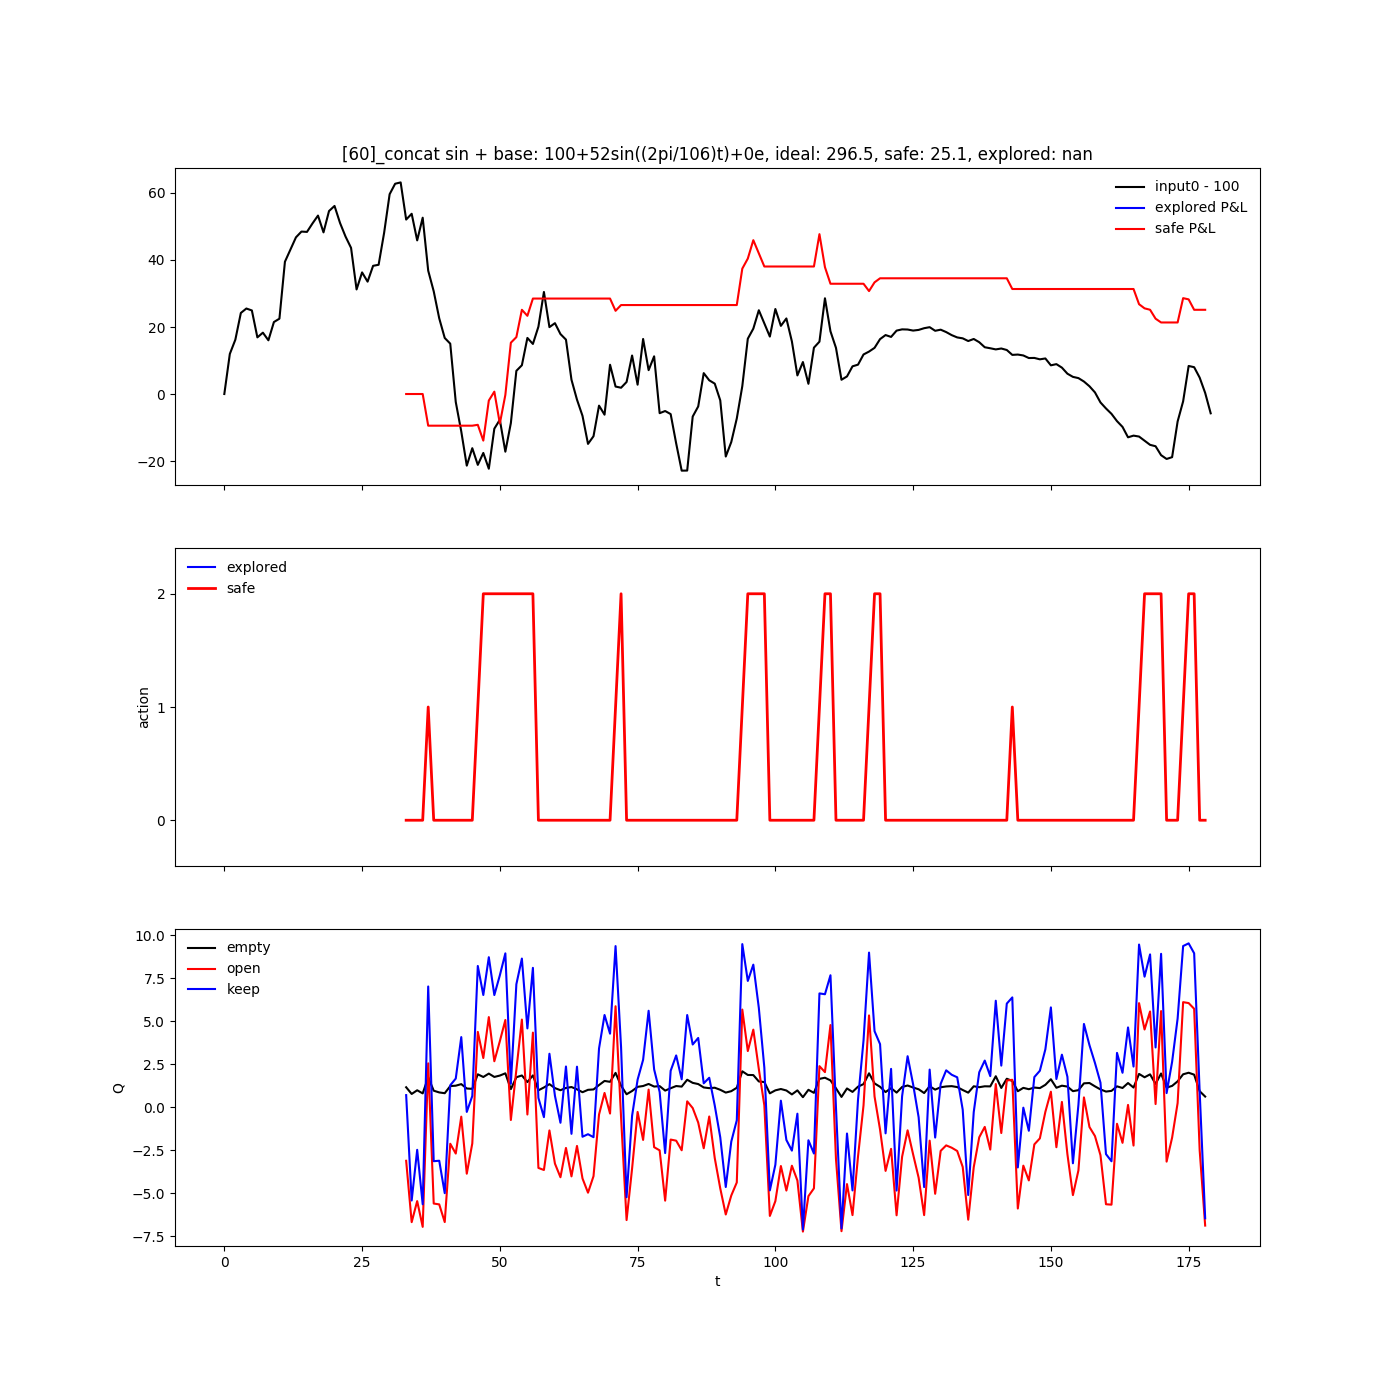 [60]_concat sin + base: 100+52sin((2pi/106)t)+0e, ideal: 296.5, safe: 25.1, explored: nan
60
40
20
0
−20
input0 - 100
explored P&L
safe P&L
2
1
0
action
explored
safe
10.0
7.5
5.0
2.5
0.0
−2.5
−5.0
−7.5
Q
empty
open
keep
0 25 50 75 100 125 150 175
t